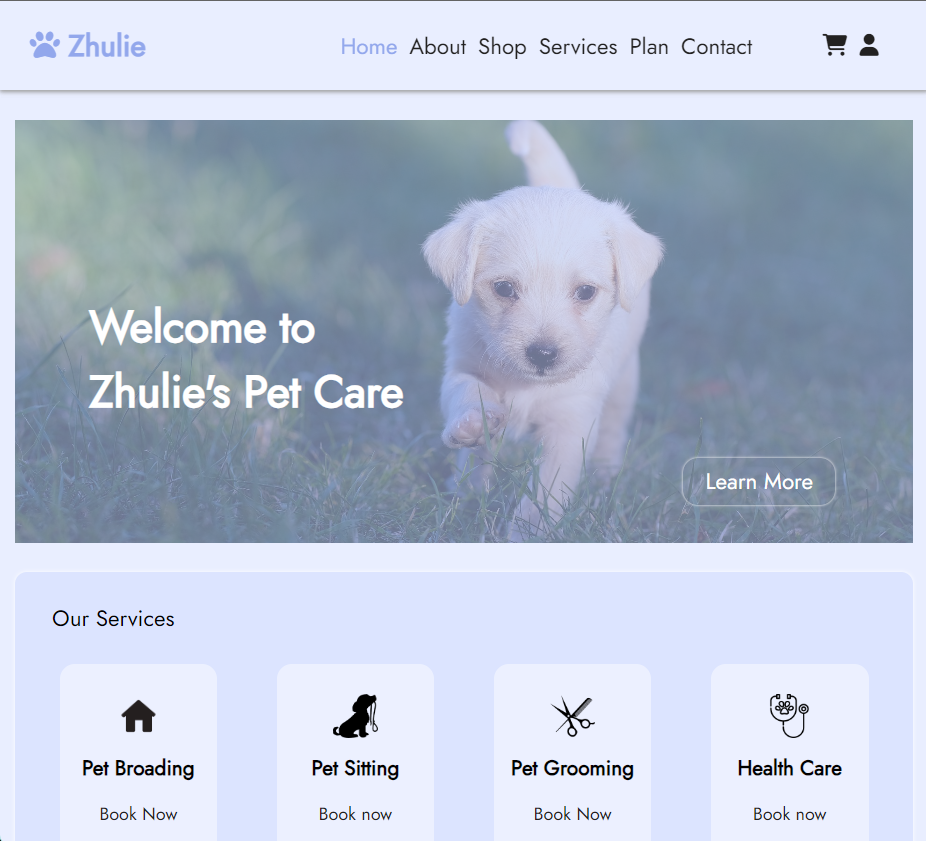 Zhulie
Home About Shop Services Plan Contact
Welcome to
Zhulie's Pet Care
Learn More
Our Services
Pet Broading
Book Now
Pet Sitting
Book now
Pet Grooming
Book Now
Health Care
Book now